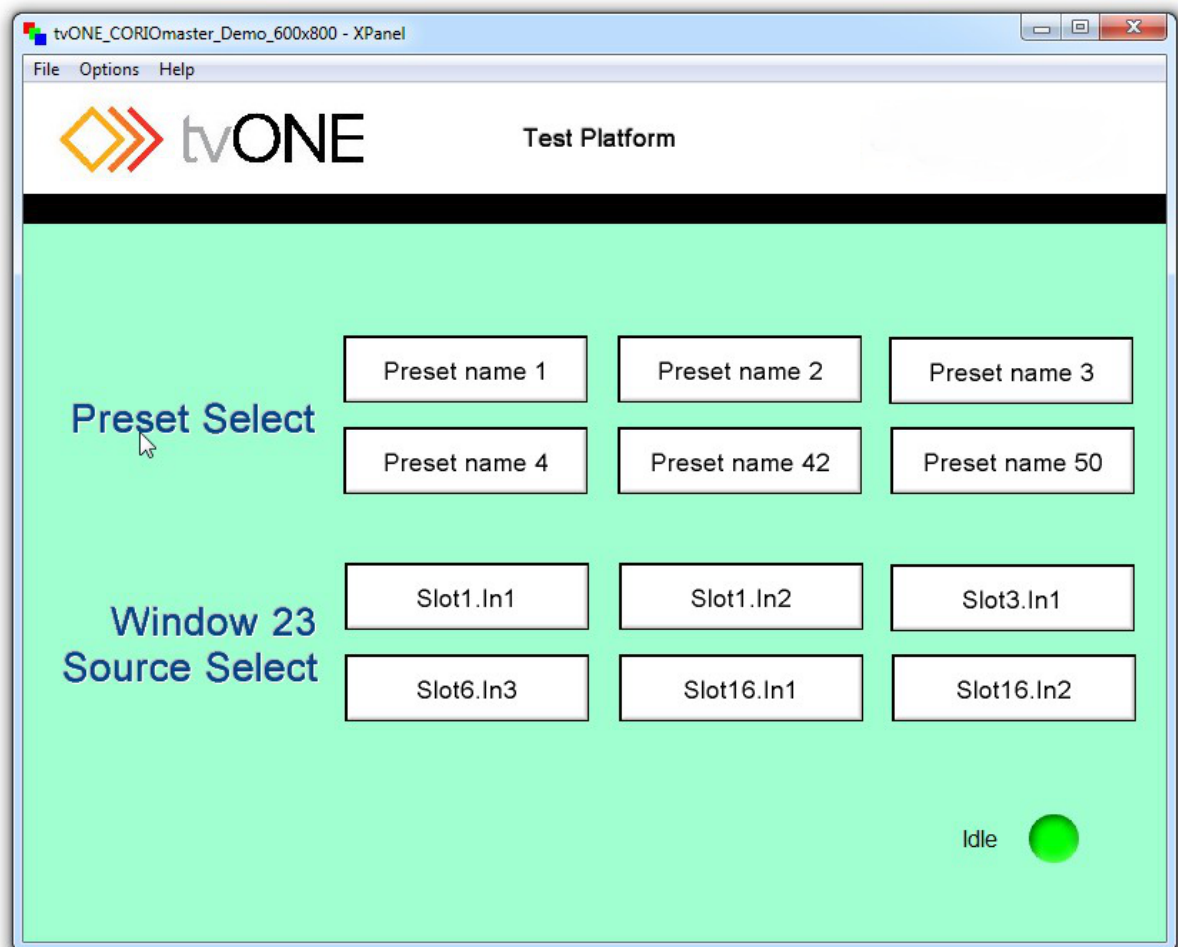 tvONE_CORIOmaster_Demo_600x800 - XPanel
File Options Help
tvONE
Test Platform
Preset Select
Preset name 1
Preset name 2
Preset name 3
Preset name 4
Preset name 42
Preset name 50
Window 23
Source Select
Slot1.In1
Slot1.In2
Slot3.In1
Slot6.In3
Slot16.In1
Slot16.In2
Idle